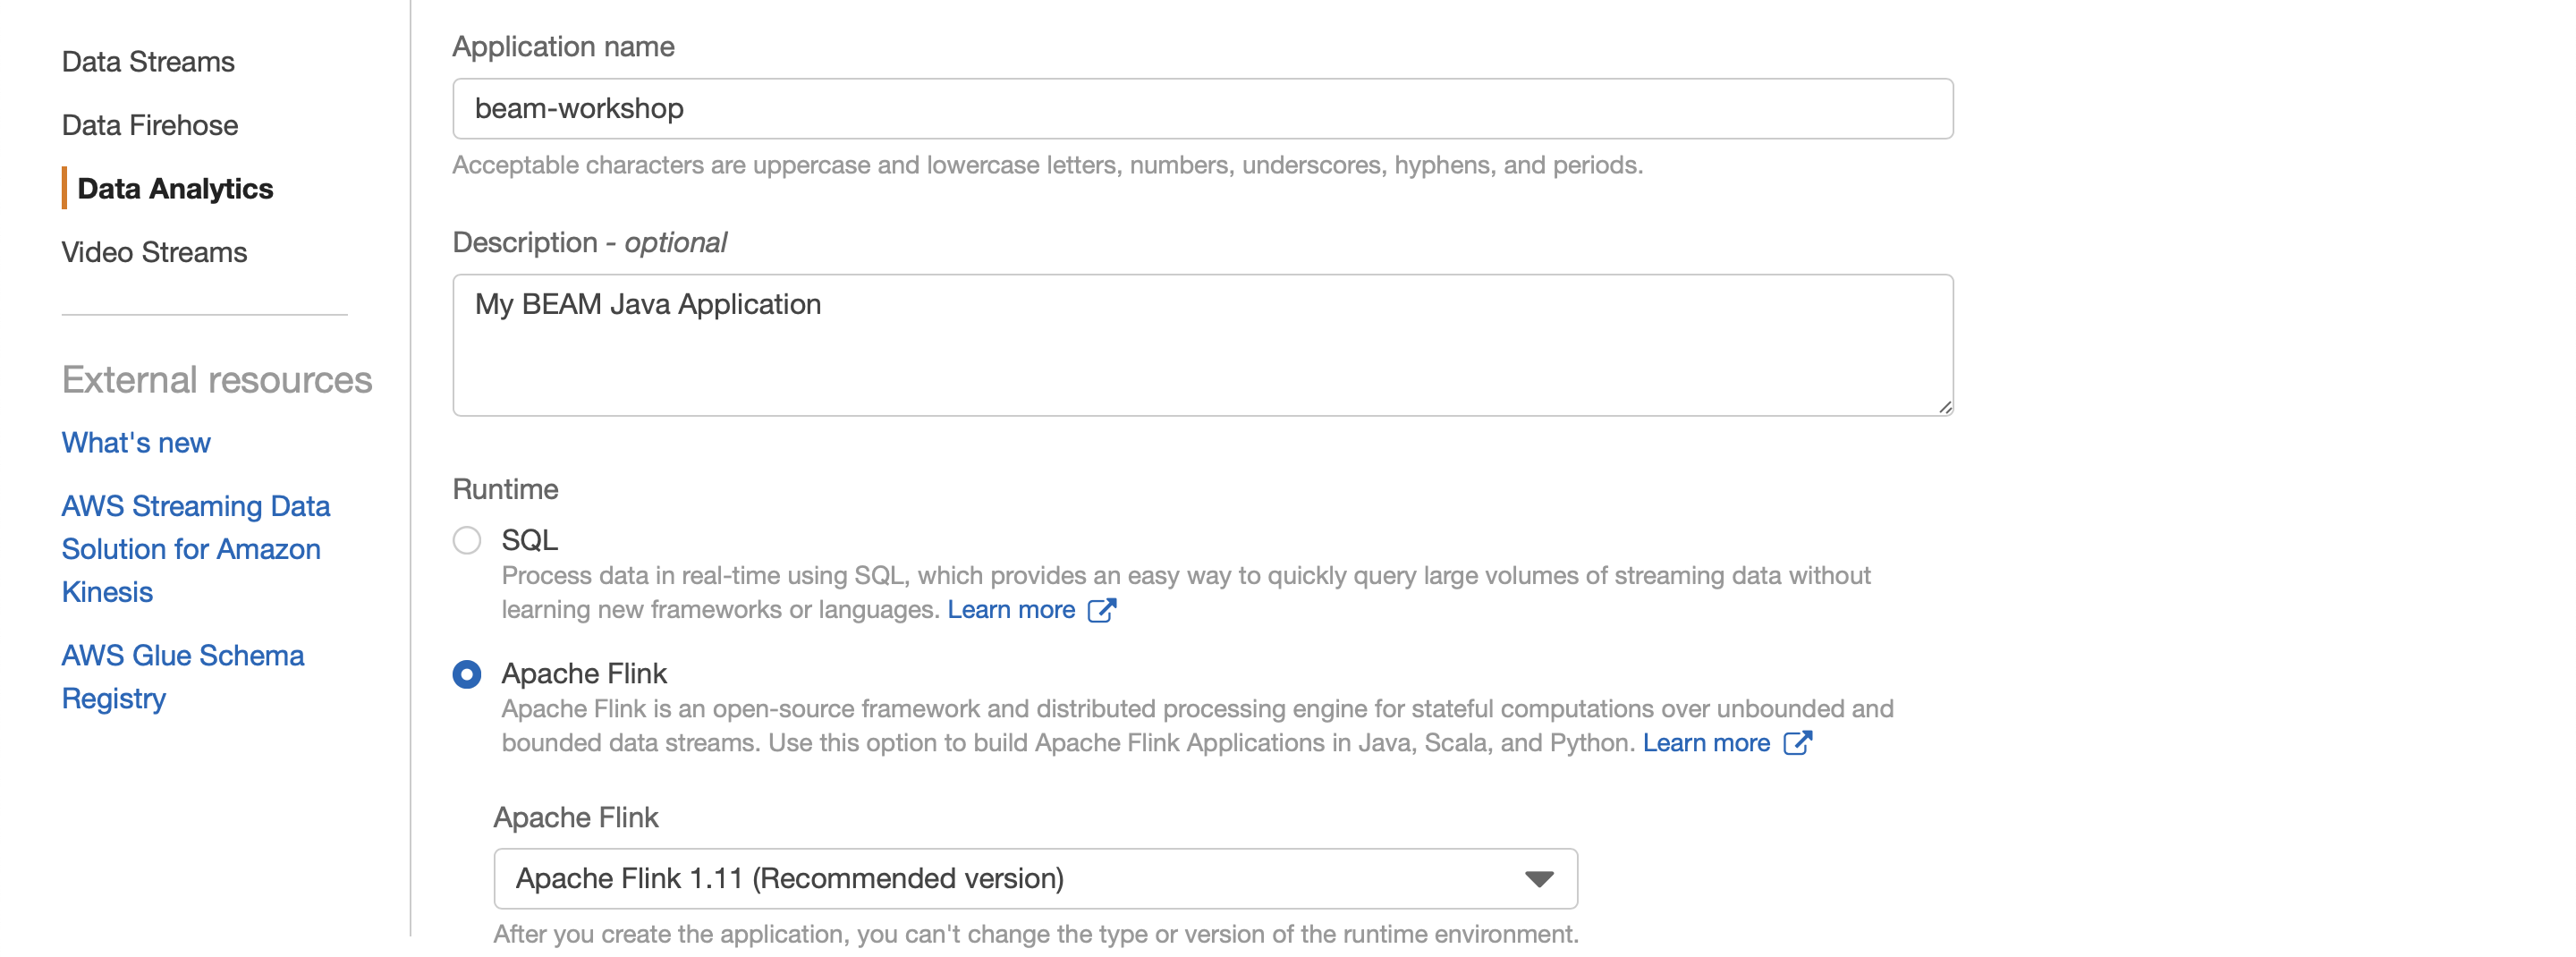 Data Streams
Data Firehose
Data Analytics
Video Streams
External resources
What's new
AWS Streaming Data
Solution for Amazon
Kinesis
AWS Glue Schema
Registry
Application name
beam-workshop
Acceptable characters are uppercase and lowercase letters, numbers, underscores, hyphens, and periods.
Description - optional
My BEAM Java Application
Runtime
SQL
Process data in real-time using SQL, which provides an easy way to quickly query large volumes of streaming data without
learning new frameworks or languages. Learn more
Apache Flink
Apache Flink is an open-source framework and distributed processing engine for stateful computations over unbounded and
bounded data streams. Use this option to build Apache Flink Applications in Java, Scala, and Python. Learn more
Apache Flink
Apache Flink 1.11 (Recommended version)
After you create the application, you can't change the type or version of the runtime environment.